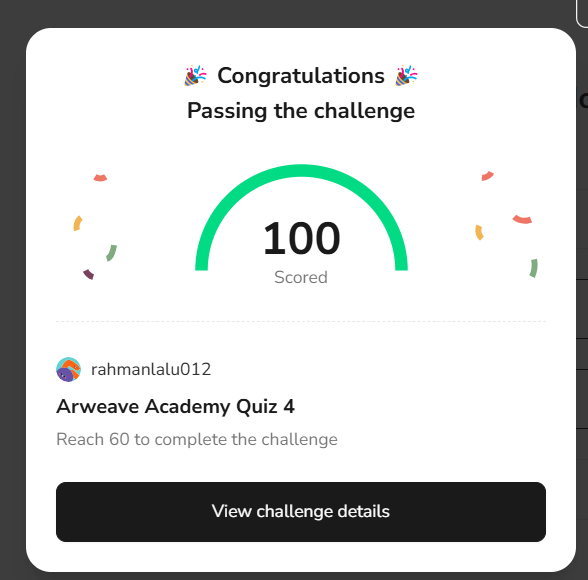 🎉 Congratulations 🎉
Passing the challenge
100
Scored
rahmanlalu012
Arweave Academy Quiz 4
Reach 60 to complete the challenge
View challenge details